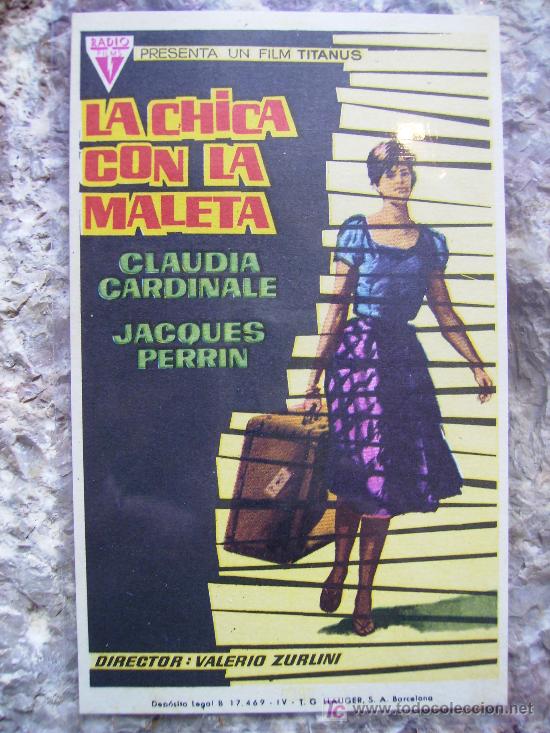 RADIO
FILMS
PRESENTA UN FILM TITANUS
LA CHICA
CON LA
MALETA
CLAUDIA
CARDINALE
JACQUES
PERRIN
DIRECTOR: VALERIO ZURLINI
Depósito Legal B 17.469 - IV - T. G. HAUGER, S. A. Barcelona
tc todocoleccion.net